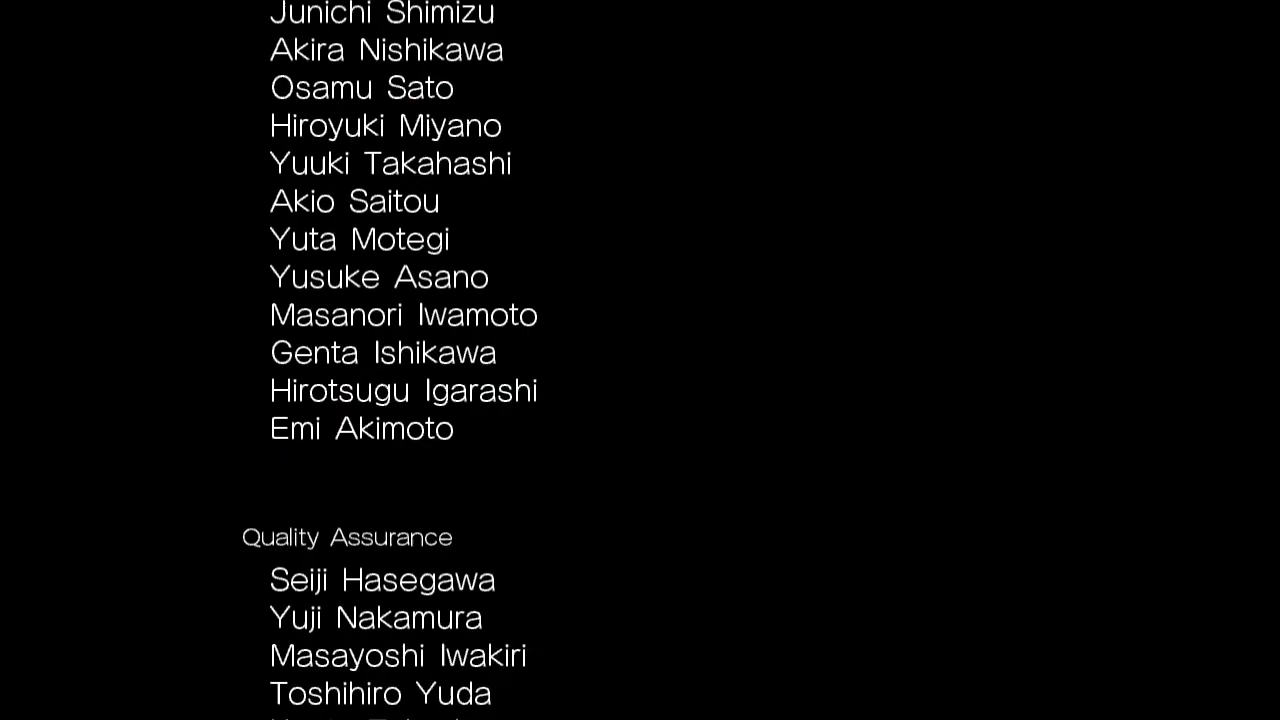 Junichi Shimizu
Akira Nishikawa
Osamu Sato
Hiroyuki Miyano
Yuuki Takahashi
Akio Saitou
Yuta Motegi
Yusuke Asano
Masanori Iwamoto
Genta Ishikawa
Hirotsugu Igarashi
Emi Akimoto
Quality Assurance
Seiji Hasegawa
Yuji Nakamura
Masayoshi Iwakiri
Toshihiro Yuda